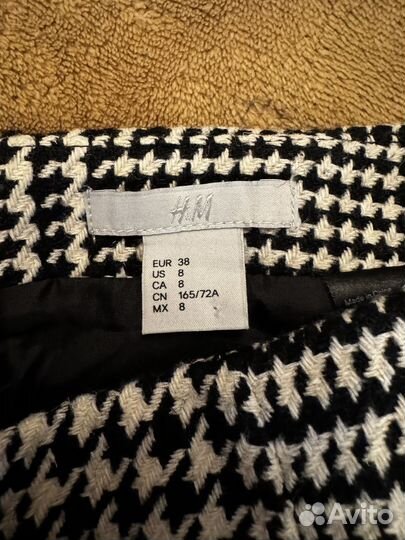 H&M
EUR 38
US 8
CA 8
CN 165/72A
MX 8
Made in China
Avito